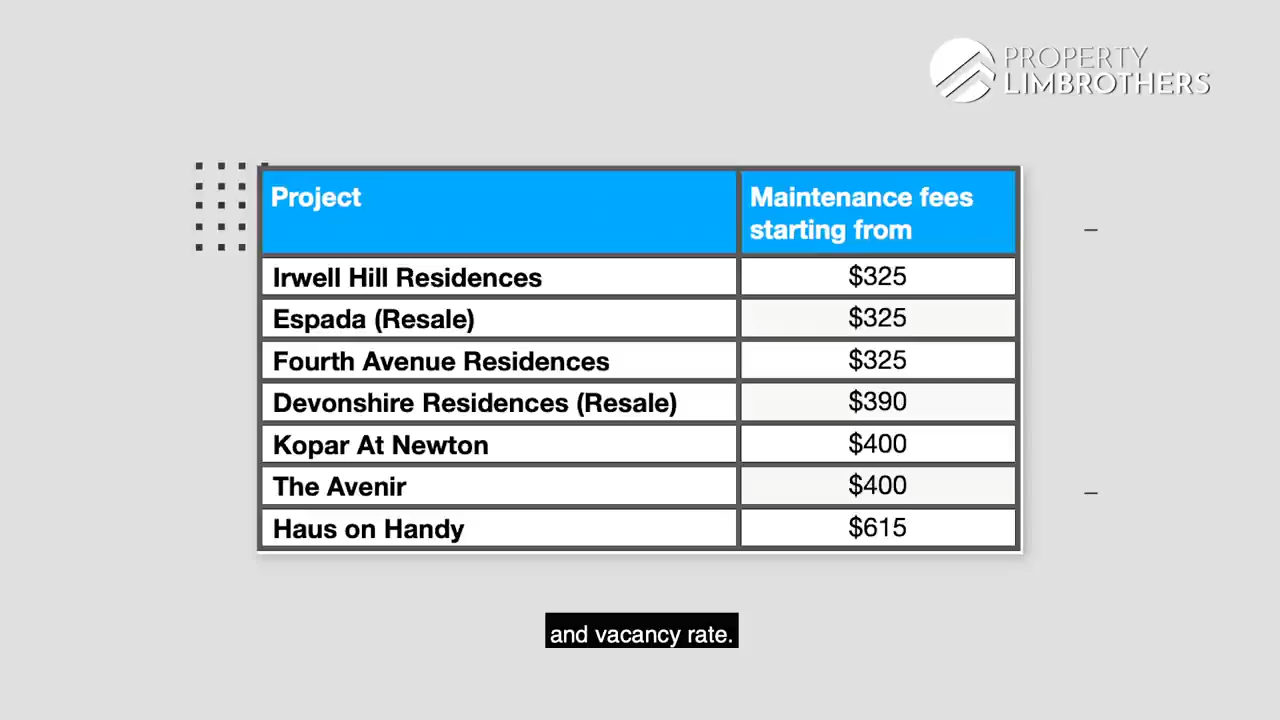 PROPERTY
LIMBROTHERS
Project
Maintenance fees
starting from
Irwell Hill Residences
$325
Espada (Resale)
$325
Fourth Avenue Residences
$325
Devonshire Residences (Resale)
$390
Kopar At Newton
$400
The Avenir
$400
Haus on Handy
$615
and vacancy rate.